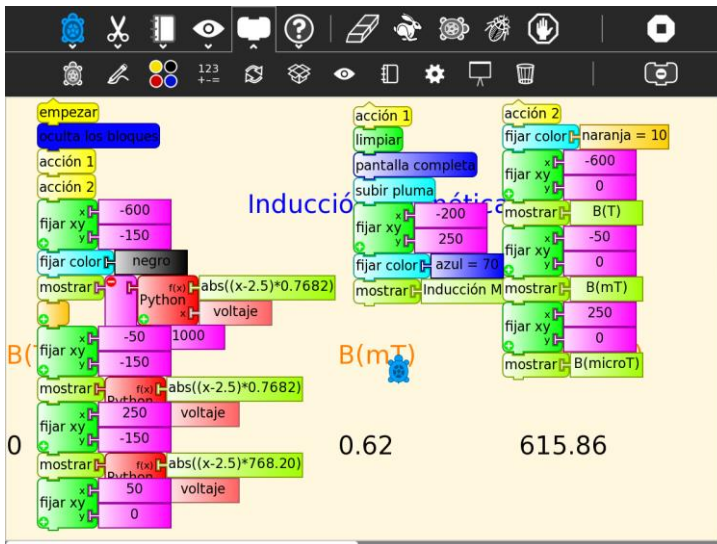 123
+-=
empezar
oculta los bloques
acción 1
acción 2
fijar xy x -600
y -150
fijar color negro
mostrar Python f(x) abs((x-2.5)*0.7682)
x voltaje
fijar xy x -50 1000
y -150
mostrar Python f(x) abs((x-2.5)*0.7682)
fijar xy x 250 voltaje
y -150
mostrar Python f(x) abs((x-2.5)*768.20)
fijar xy x 50 voltaje
y 0
acción 1
limpiar
pantalla completa
subir pluma
fijar xy x -200
y 250
fijar color azul = 70
mostrar Inducción M
acción 2
fijar color naranja = 10
fijar xy x -600
y 0
mostrar B(T)
fijar xy x -50
y 0
mostrar B(mT)
fijar xy x 250
y 0
mostrar B(microT)
Inducció nética
B(
B(mT)
0
0.62
615.86